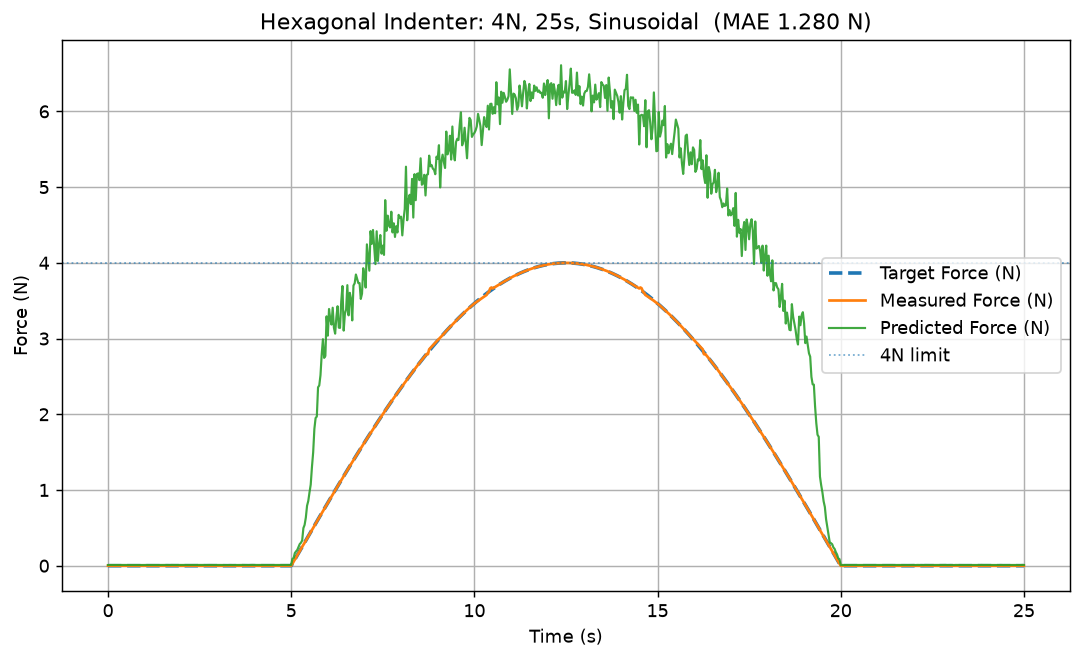 Hexagonal Indenter: 4N, 25s, Sinusoidal  (MAE 1.280 N)
Force (N)
6
5
4
3
2
1
0
Target Force (N)
Measured Force (N)
Predicted Force (N)
4N limit
0 5 10 15 20 25
Time (s)